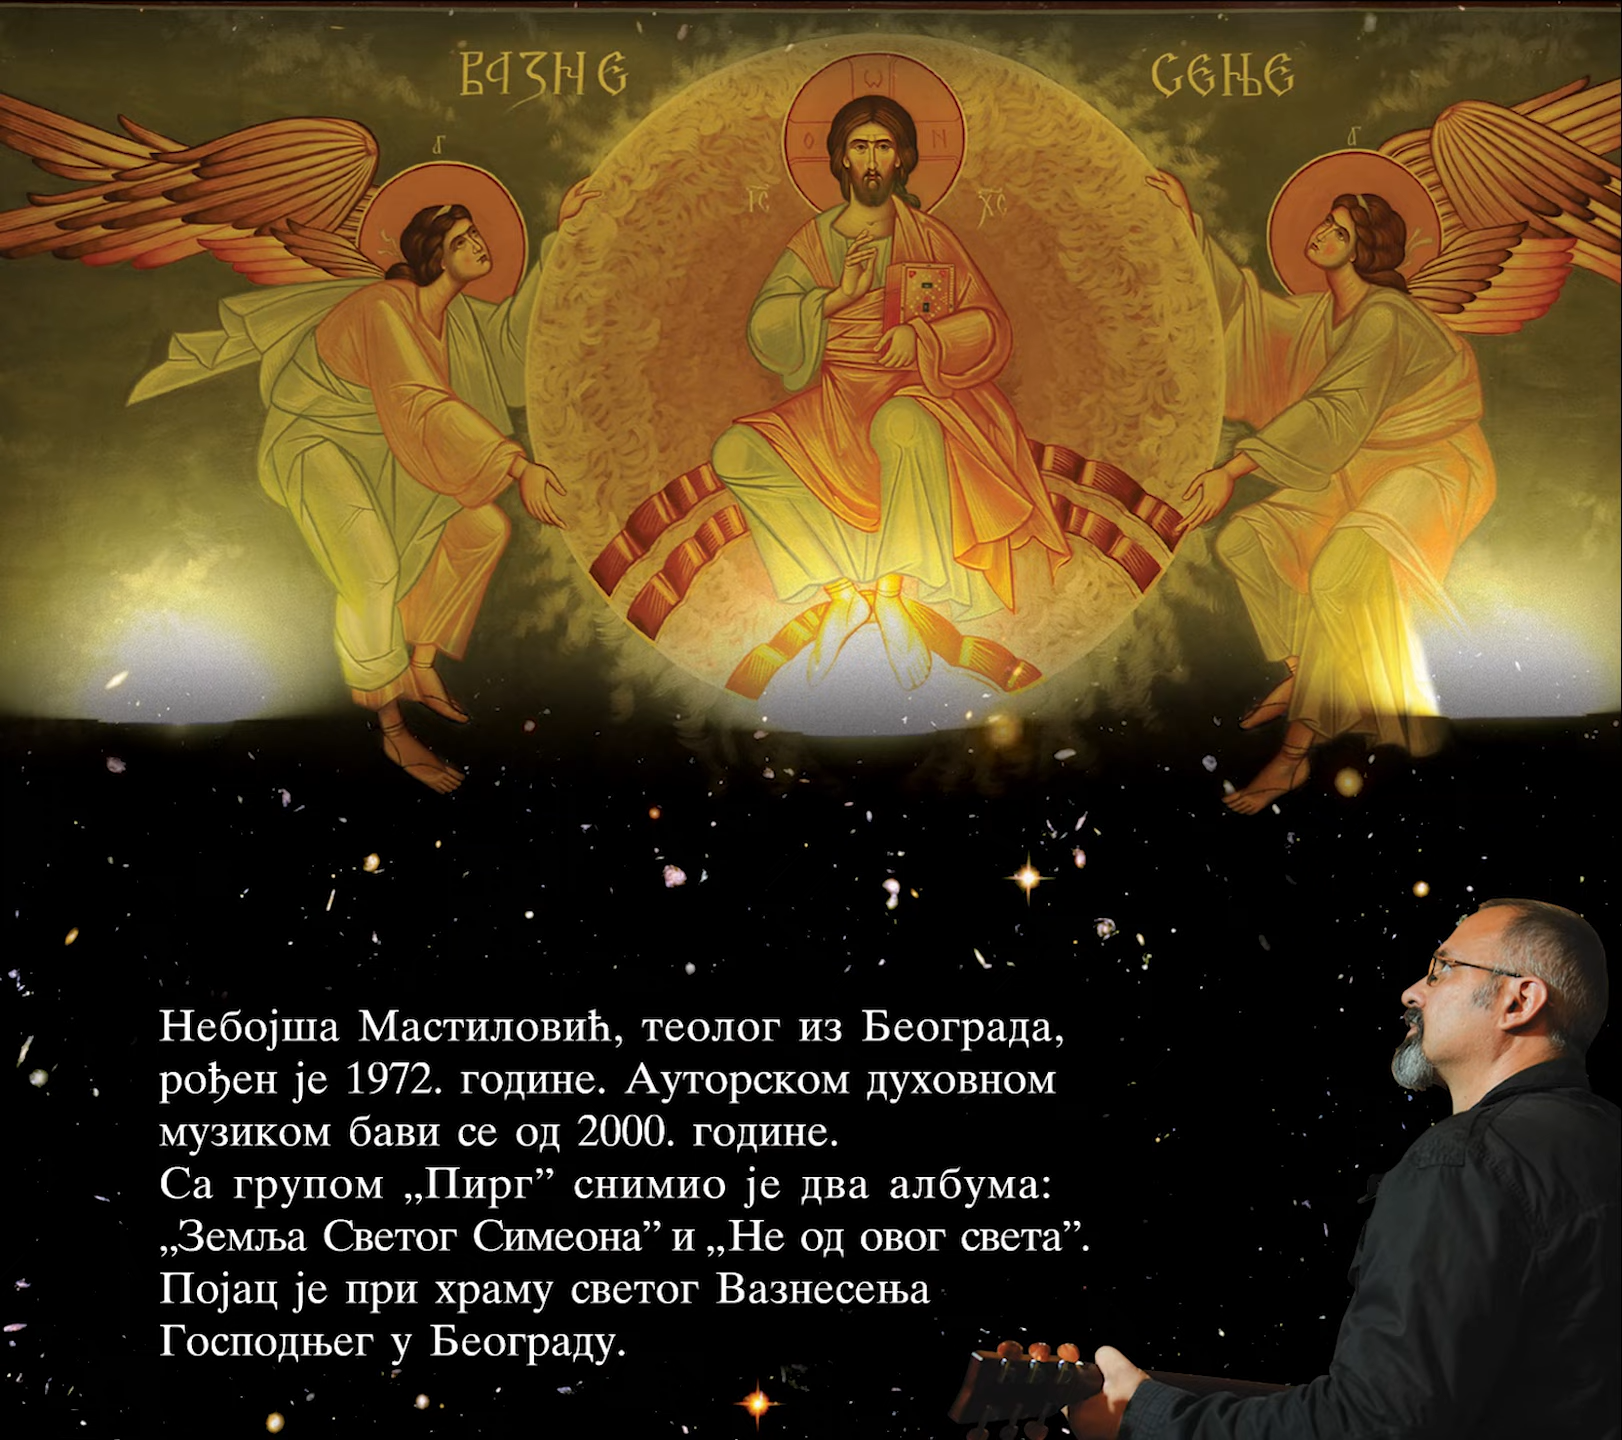 ВАЗНЕ СЕЊЕ
Ѡ
О Н
ІС ХС
Небојша Мастиловић, теолог из Београда,
рођен је 1972. године. Ауторском духовном
музиком бави се од 2000. године.
Са групом „Пирг” снимио је два албума:
„Земља Светог Симеона” и „Не од овог света”.
Појац је при храму светог Вазнесења
Господњег у Београду.